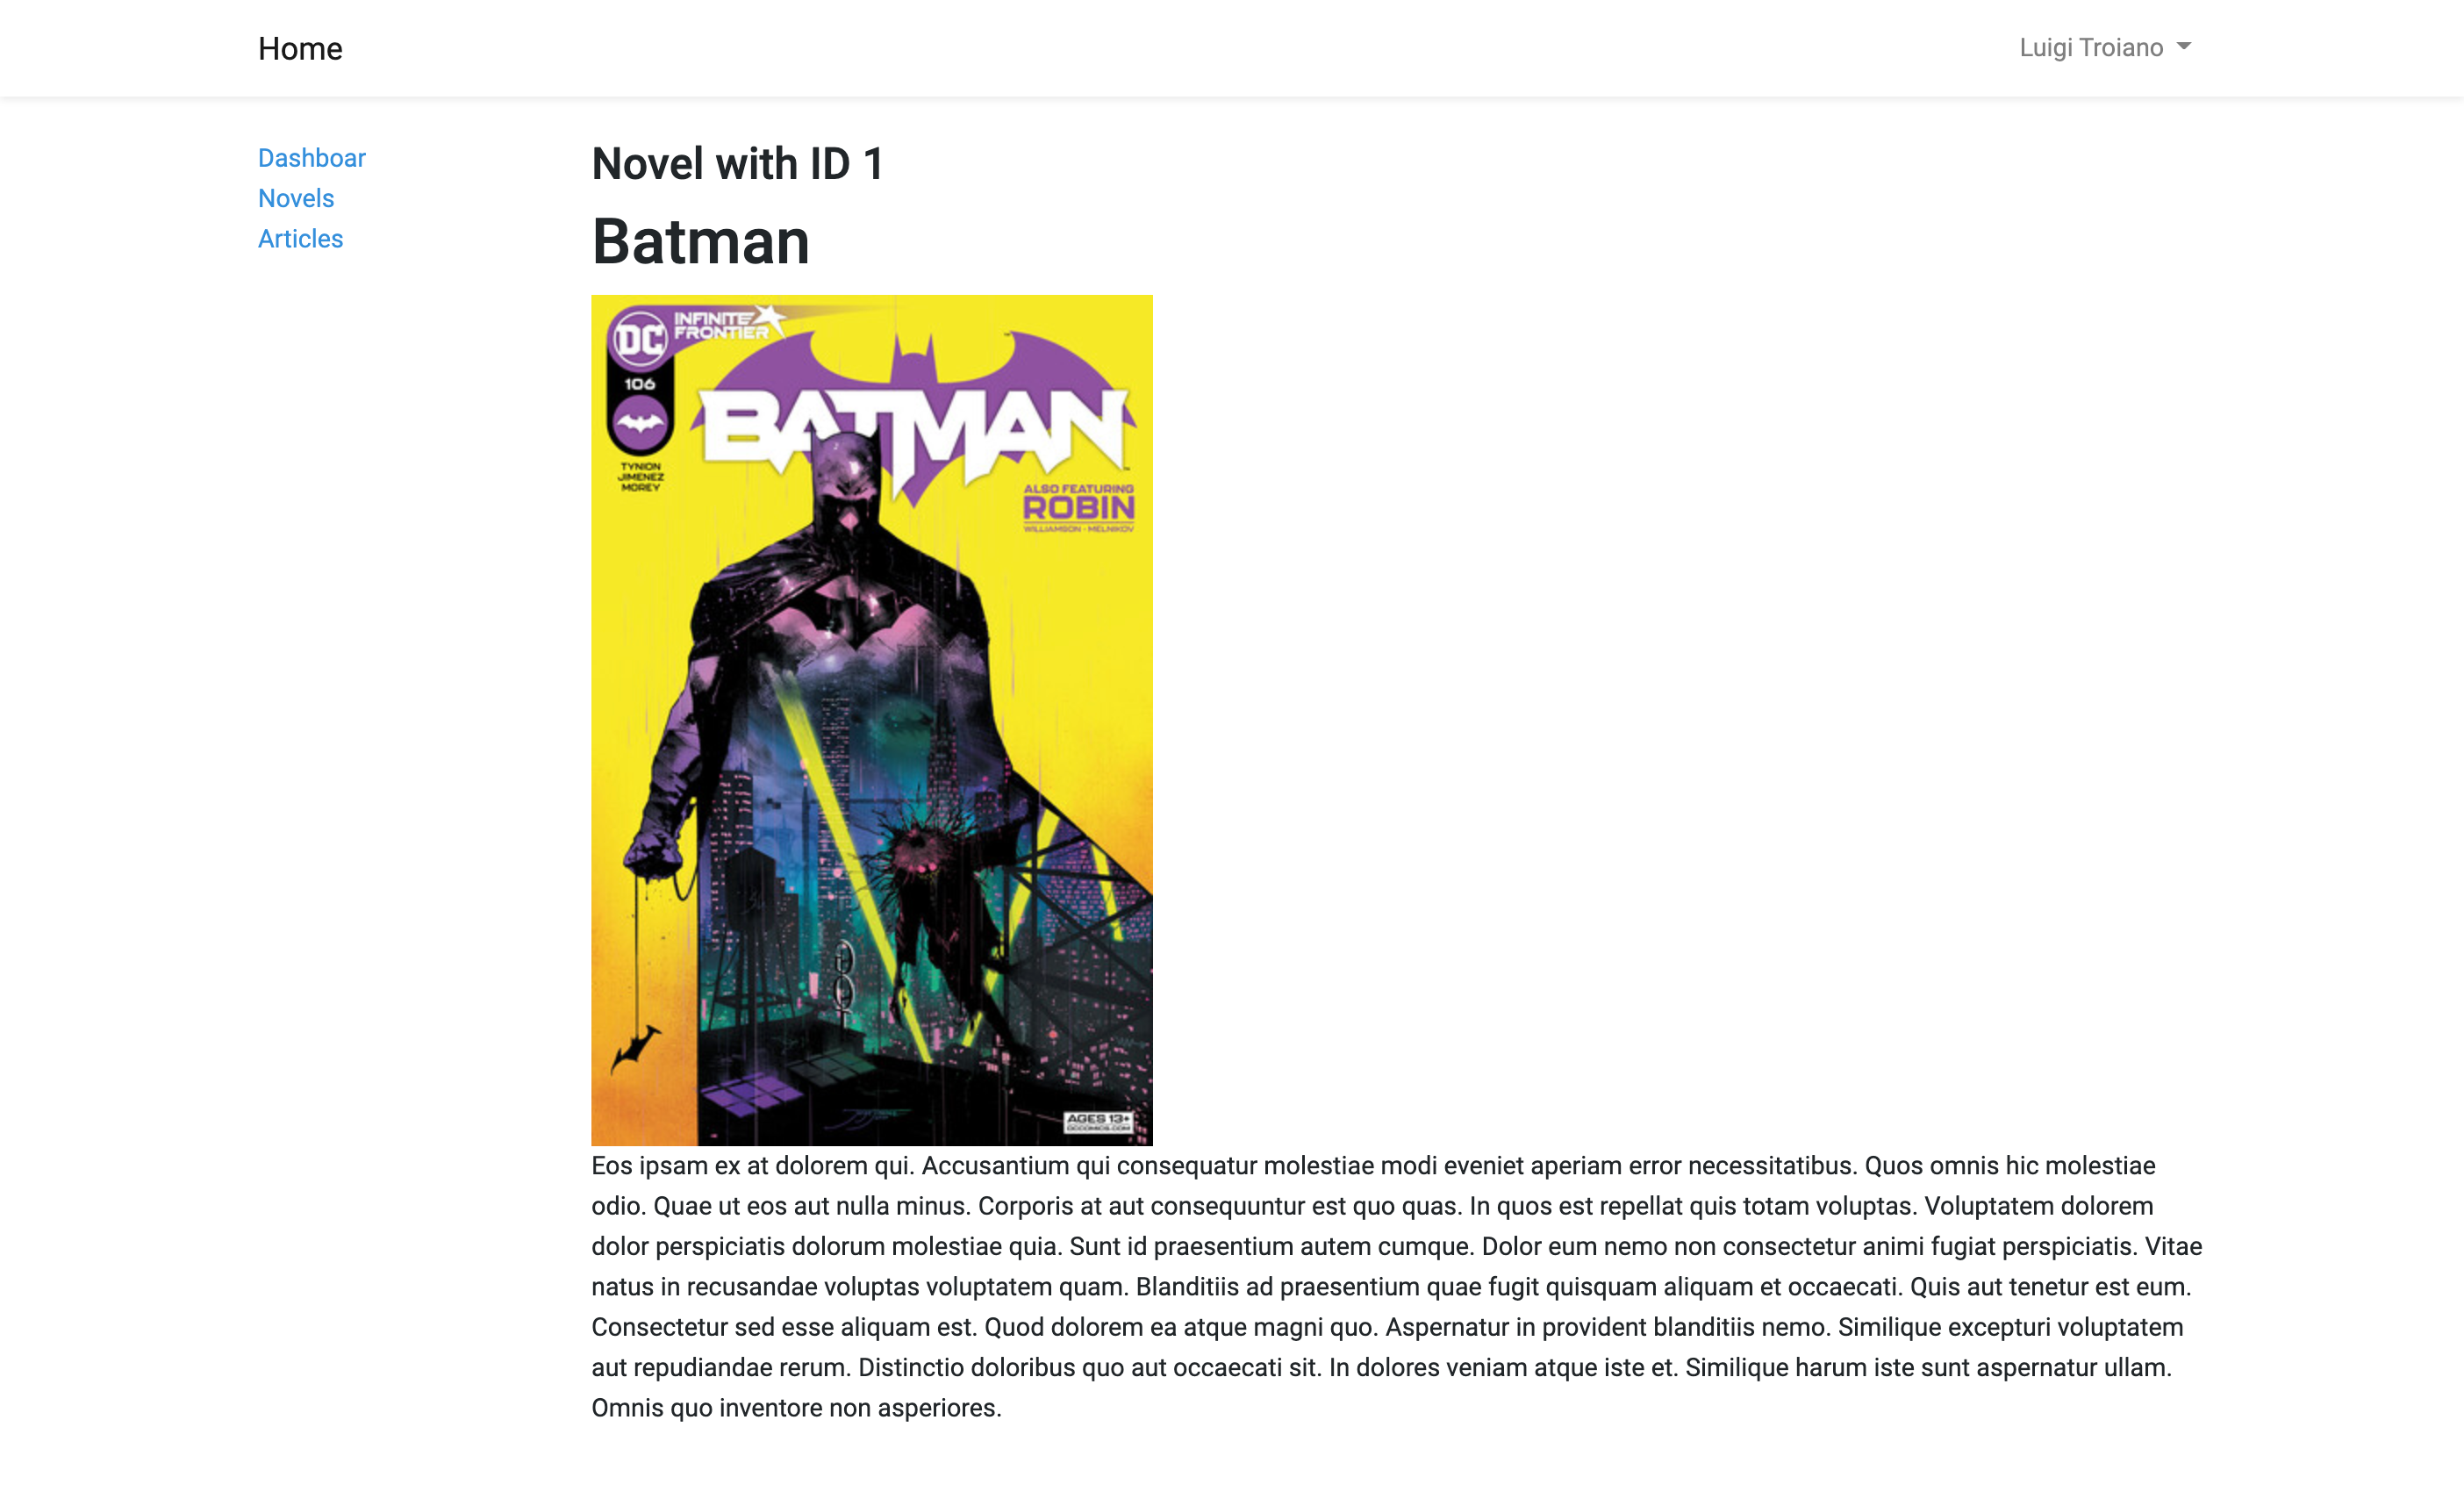 Home
Luigi Troiano
Dashboar
Novels
Articles
Novel with ID 1
Batman
DC
INFINITE
FRONTIER
106
BATMAN
TYNION
JIMENEZ
MOREY
ALSO FEATURING
ROBIN
WILLIAMSON · MELNIKOV
AGES 13+
DCCOMICS.COM
Eos ipsam ex at dolorem qui. Accusantium qui consequatur molestiae modi eveniet aperiam error necessitatibus. Quos omnis hic molestiae
odio. Quae ut eos aut nulla minus. Corporis at aut consequuntur est quo quas. In quos est repellat quis totam voluptas. Voluptatem dolorem
dolor perspiciatis dolorum molestiae quia. Sunt id praesentium autem cumque. Dolor eum nemo non consectetur animi fugiat perspiciatis. Vitae
natus in recusandae voluptas voluptatem quam. Blanditiis ad praesentium quae fugit quisquam aliquam et occaecati. Quis aut tenetur est eum.
Consectetur sed esse aliquam est. Quod dolorem ea atque magni quo. Aspernatur in provident blanditiis nemo. Similique excepturi voluptatem
aut repudiandae rerum. Distinctio doloribus quo aut occaecati sit. In dolores veniam atque iste et. Similique harum iste sunt aspernatur ullam.
Omnis quo inventore non asperiores.